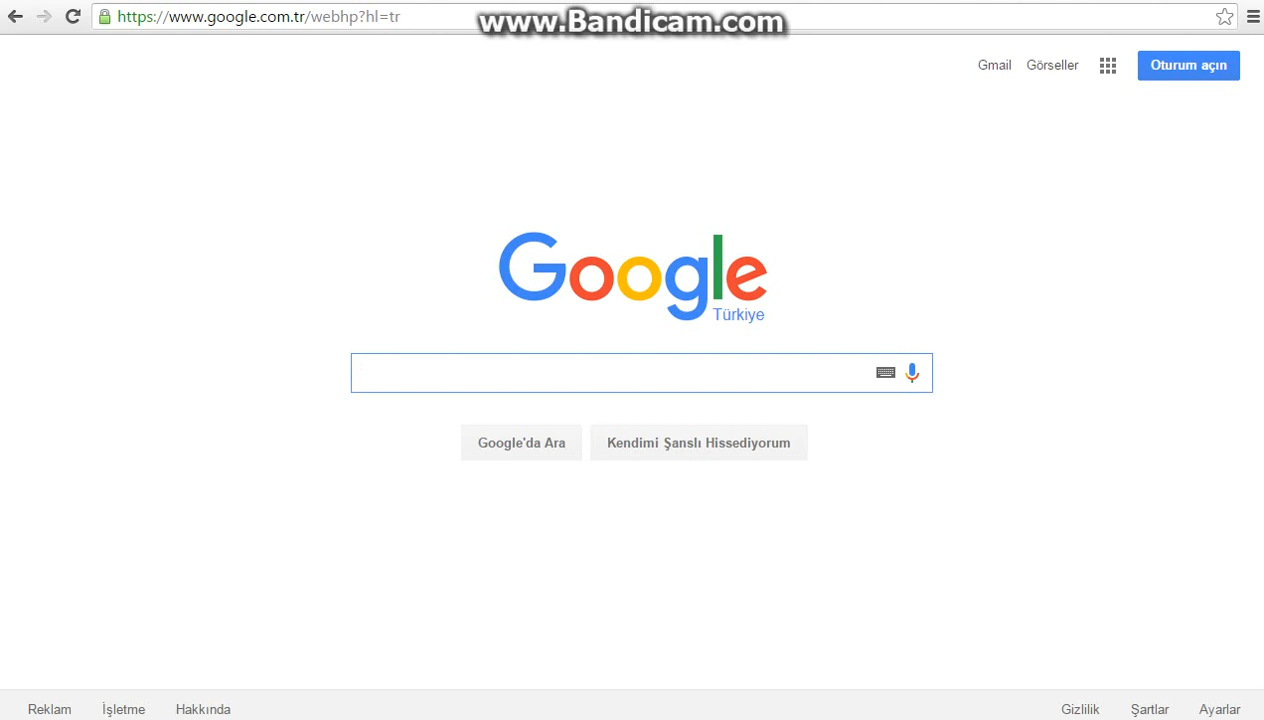 https://www.google.com.tr/webhp?hl=tr
www.Bandicam.com
Gmail Görseller Oturum açın
Google
Türkiye
Google'da Ara Kendimi Şanslı Hissediyorum
Reklam İşletme Hakkında Gizlilik Şartlar Ayarlar